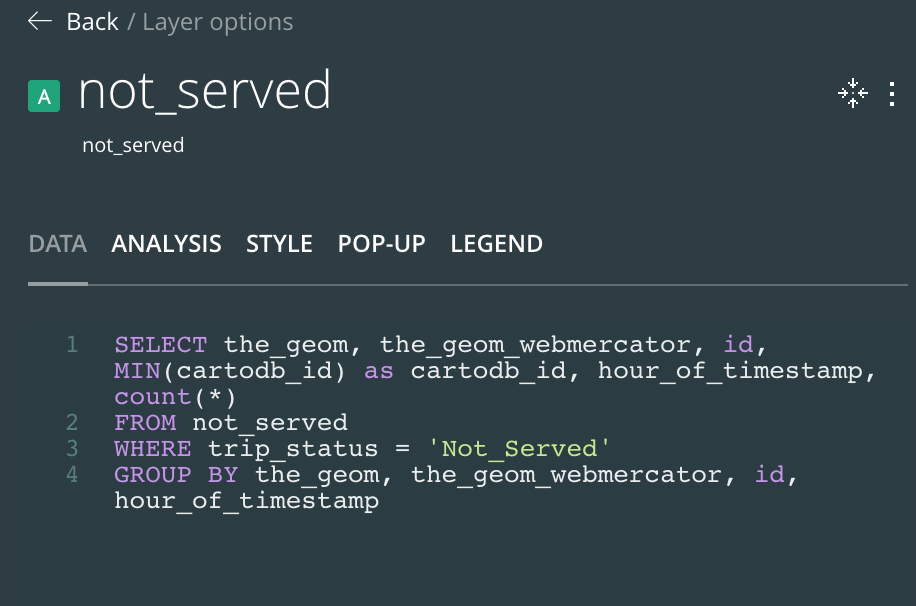 ← Back / Layer options
A not_served
not_served
DATA ANALYSIS STYLE POP-UP LEGEND
1 SELECT the_geom, the_geom_webmercator, id,
MIN(cartodb_id) as cartodb_id, hour_of_timestamp,
count(*)
2 FROM not_served
3 WHERE trip_status = 'Not_Served'
4 GROUP BY the_geom, the_geom_webmercator, id,
hour_of_timestamp